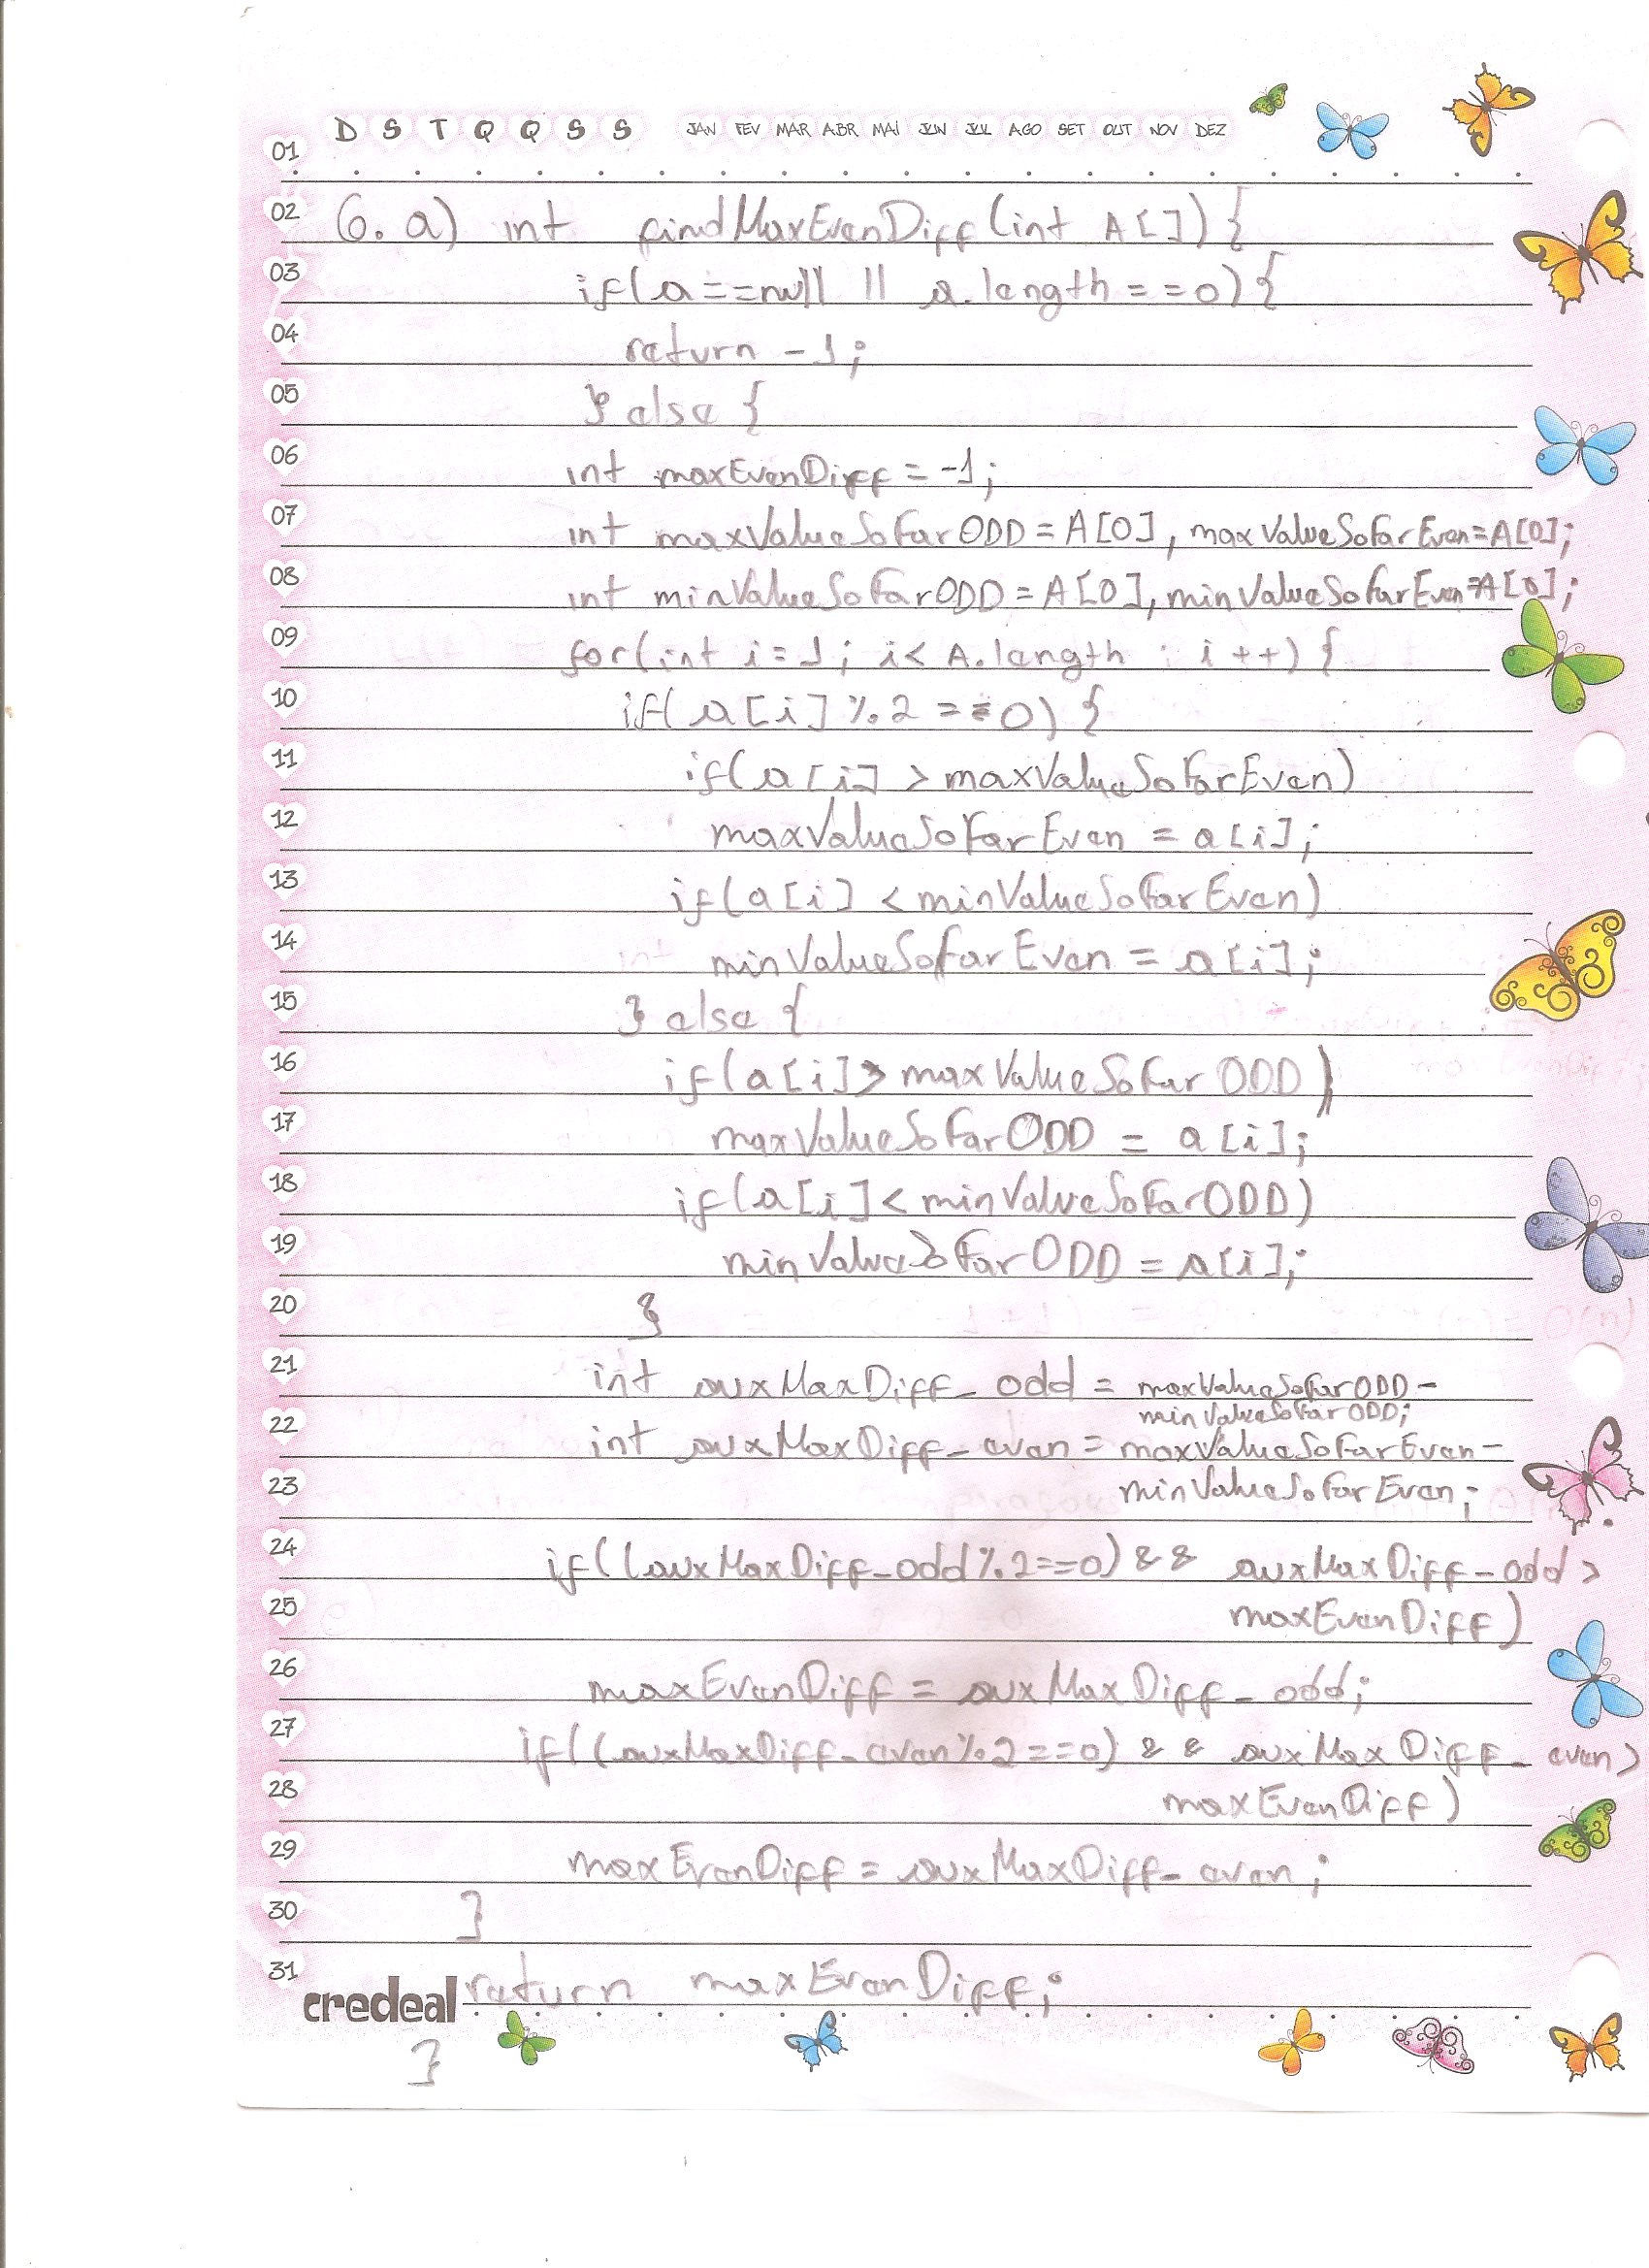 D S T Q Q S S JAN FEV MAR ABR MAI JUN JUL AGO SET OUT NOV DEZ
01
02 6. a) int findMaxEvenDiff(int A[]) {
03 if(a==null || a.length==0){
04 return -1;
05 } else {
06 int maxEvenDiff = -1;
07 int maxValueSoFarODD = A[0], maxValueSoFarEven=A[0];
08 int minValueSoFarODD = A[0], minValueSoFarEven=A[0];
09 for(int i=1; i< A.length ; i++) {
10 if(a[i] %2 ==0) {
11 if(a[i] > maxValueSoFarEven)
12 maxValueSoFarEven = a[i];
13 if(a[i] < minValueSoFarEven)
14 minValueSoFarEven = a[i];
15 } else {
16 if(a[i]> maxValueSoFarODD)
17 maxValueSoFarODD = a[i];
18 if(a[i]< minValueSoFarODD)
19 minValueSoFarODD = a[i];
20 }
21 int auxMaxDiff_odd = maxValueSoFarODD-
minValueSoFarODD;
22 int auxMaxDiff_even = maxValueSoFarEven-
23 minValueSoFarEven;
24 if((auxMaxDiff_odd%2==0) && auxMaxDiff_odd >
25 maxEvenDiff)
26 maxEvenDiff = auxMaxDiff_odd;
27 if((auxMaxDiff_even%2==0) && auxMaxDiff_even>
28 maxEvenDiff)
29 maxEvenDiff = auxMaxDiff_even;
30 }
31 return maxEvenDiff;
credeal
}